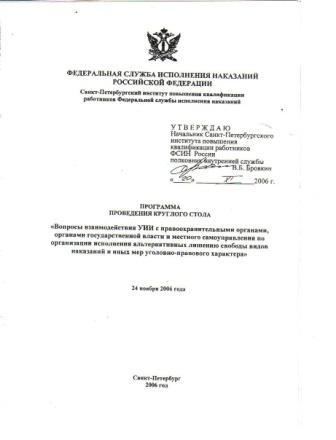 ФЕДЕРАЛЬНАЯ СЛУЖБА ИСПОЛНЕНИЯ НАКАЗАНИЙ
РОССИЙСКОЙ ФЕДЕРАЦИИ
Санкт-Петербургский институт повышения квалификации
работников Федеральной службы исполнения наказаний
УТВЕРЖДАЮ
Начальник Санкт-Петербургского
института повышения
квалификации работников
ФСИН России
полковник внутренней службы
В.Б. Бровкин
« 20 » XI 2006 г.
ПРОГРАММА
ПРОВЕДЕНИЯ КРУГЛОГО СТОЛА
«Вопросы взаимодействия УИИ с правоохранительными органами,
органами государственной власти и местного самоуправления по
организации исполнения альтернативных лишению свободы видов
наказаний и иных мер уголовно-правового характера»
24 ноября 2006 года
Санкт-Петербург
2006 год